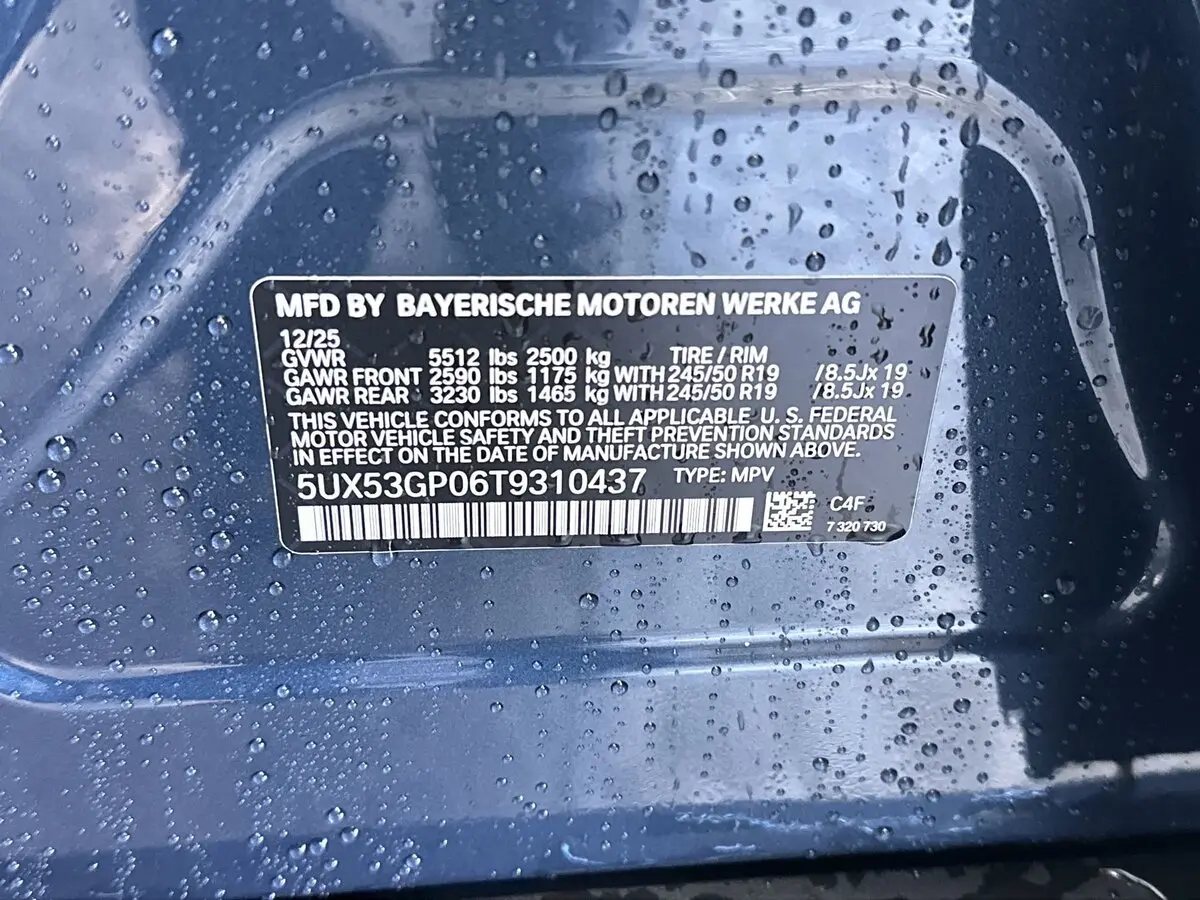 MFD BY BAYERISCHE MOTOREN WERKE AG
12/25
GVWR 5512 lbs 2500 kg TIRE / RIM
GAWR FRONT 2590 lbs 1175 kg WITH 245/50 R19 /8.5Jx 19
GAWR REAR 3230 lbs 1465 kg WITH 245/50 R19 /8.5Jx 19
THIS VEHICLE CONFORMS TO ALL APPLICABLE U. S. FEDERAL
MOTOR VEHICLE SAFETY AND THEFT PREVENTION STANDARDS
IN EFFECT ON THE DATE OF MANUFACTURE SHOWN ABOVE.
5UX53GP06T9310437 TYPE: MPV
C4F
7 320 730